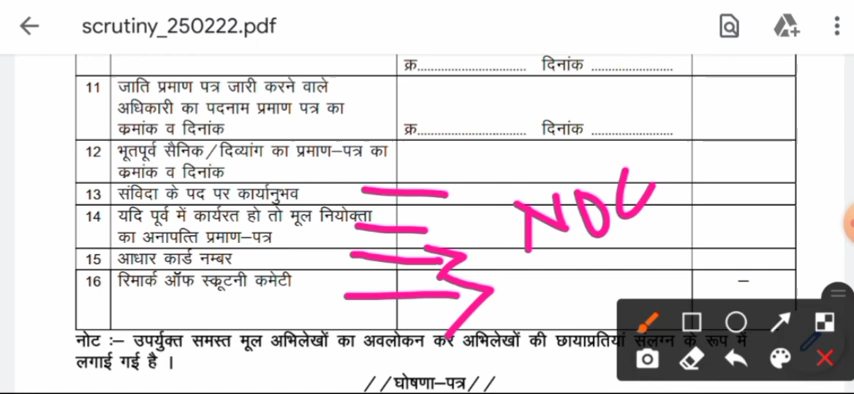 scrutiny_250222.pdf
क्र.............................. दिनांक ......................
11 जाति प्रमाण पत्र जारी करने वाले
अधिकारी का पदनाम प्रमाण पत्र का
क्रमांक व दिनांक क्र.............................. दिनांक ......................
12 भूतपूर्व सैनिक/दिव्यांग का प्रमाण–पत्र का
क्रमांक व दिनांक
13 संविदा के पद पर कार्यानुभव
14 यदि पूर्व में कार्यरत हो तो मूल नियोक्ता
का अनापत्ति प्रमाण–पत्र
NOC
15 आधार कार्ड नम्बर
16 रिमार्क ऑफ स्कूटनी कमेटी –
नोट :– उपर्युक्त समस्त मूल अभिलेखों का अवलोकन कर अभिलेखों की छायाप्रतियां संलग्न के रूप में
लगाई गई है ।
//घोषणा–पत्र//